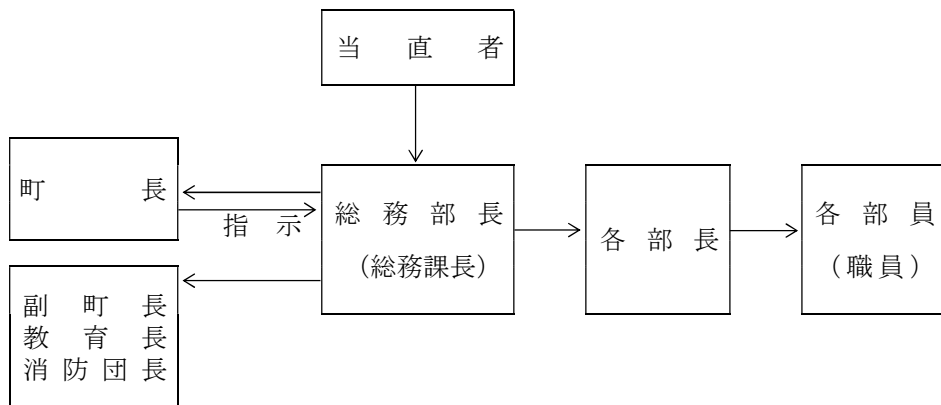 当直者
町長
指示
総務部長
(総務課長)
各部長
各部員
(職員)
副町長
教育長
消防団長